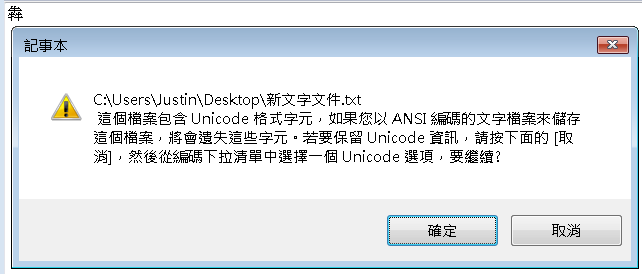 犇
記事本
C:\Users\Justin\Desktop\新文字文件.txt
這個檔案包含 Unicode 格式字元，如果您以 ANSI 編碼的文字檔案來儲存
這個檔案，將會遺失這些字元。若要保留 Unicode 資訊，請按下面的 [取
消]，然後從編碼下拉清單中選擇一個 Unicode 選項，要繼續?
確定
取消